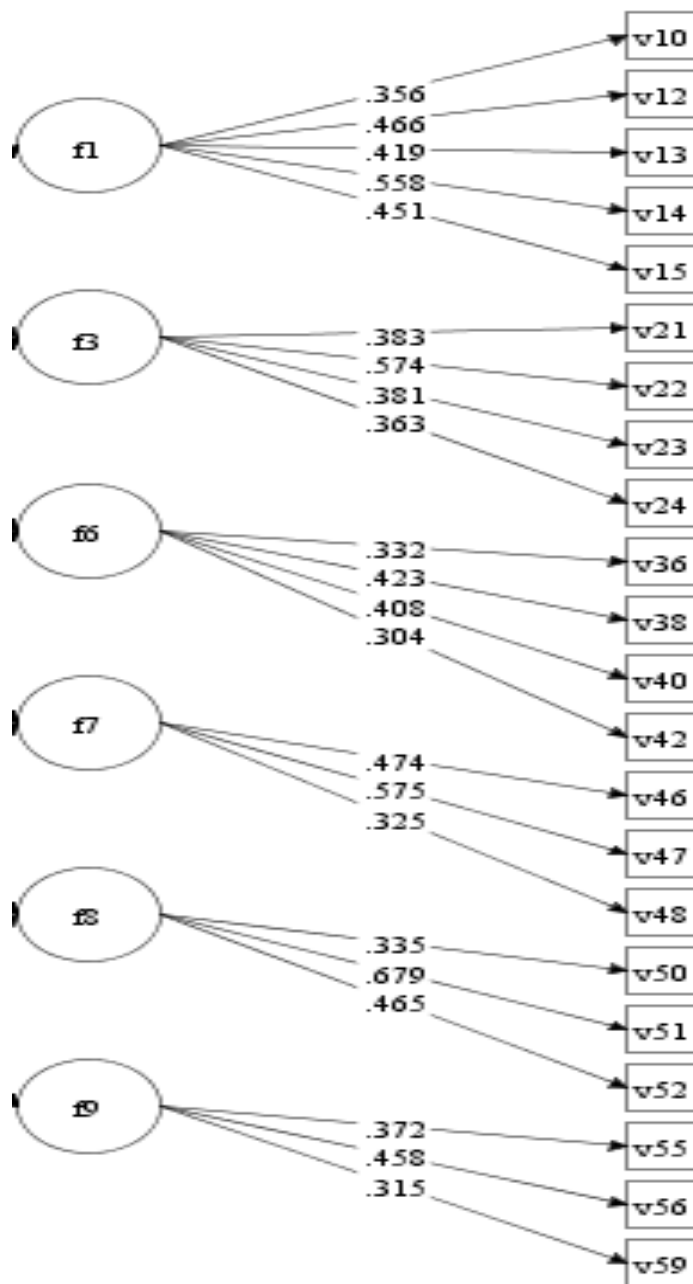 v10
.356
v12
.466
f1
.419
v13
.558
v14
.451
v15
.383
v21
f3
.574
v22
.381
v23
.363
v24
f6
.332
v36
.423
v38
.408
v40
.304
v42
f7
.474
v46
.575
v47
.325
v48
f8
.335
v50
.679
v51
.465
v52
f9
.372
v55
.458
v56
.315
v59